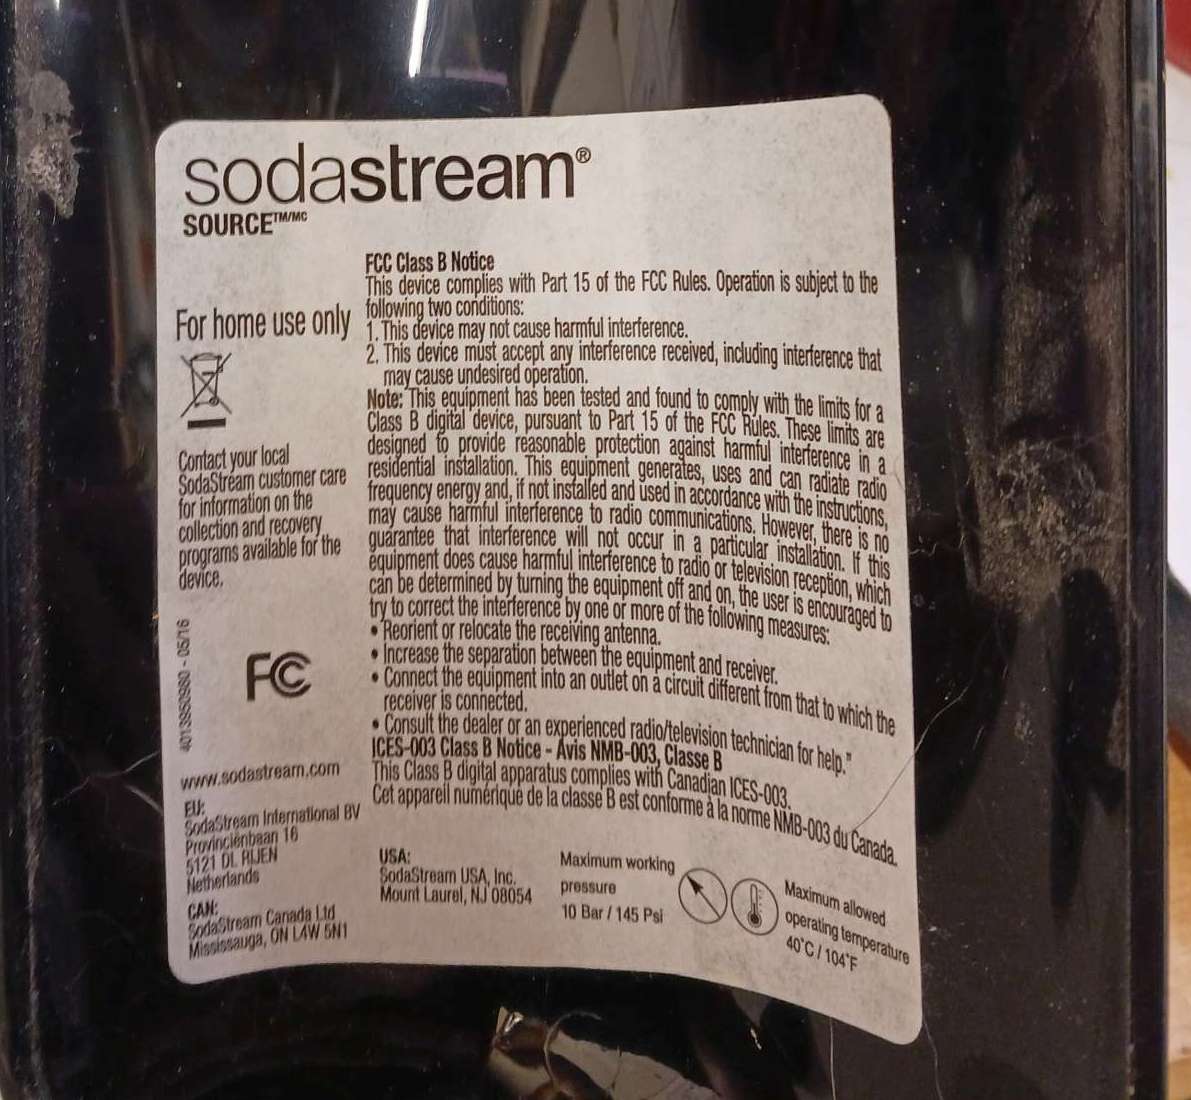 sodastream®
SOURCE™/MC
For home use only
Contact your local
SodaStream customer care
for information on the
collection and recovery
programs available for the
device.
4013950980 - 05/16
FC
www.sodastream.com
EU:
SodaStream International BV
Provinciënbaan 16
5121 DL RIJEN
Netherlands
CAN:
SodaStream Canada Ltd
Mississauga, ON L4W 5N1
FCC Class B Notice
This device complies with Part 15 of the FCC Rules. Operation is subject to the
following two conditions:
1. This device may not cause harmful interference.
2. This device must accept any interference received, including interference that
may cause undesired operation.
Note: This equipment has been tested and found to comply with the limits for a
Class B digital device, pursuant to Part 15 of the FCC Rules. These limits are
designed to provide reasonable protection against harmful interference in a
residential installation. This equipment generates, uses and can radiate radio
frequency energy and, if not installed and used in accordance with the instructions,
may cause harmful interference to radio communications. However, there is no
guarantee that interference will not occur in a particular installation. If this
equipment does cause harmful interference to radio or television reception, which
can be determined by turning the equipment off and on, the user is encouraged to
try to correct the interference by one or more of the following measures:
• Reorient or relocate the receiving antenna.
• Increase the separation between the equipment and receiver.
• Connect the equipment into an outlet on a circuit different from that to which the
receiver is connected.
• Consult the dealer or an experienced radio/television technician for help."
ICES-003 Class B Notice - Avis NMB-003, Classe B
This Class B digital apparatus complies with Canadian ICES-003.
Cet appareil numérique de la classe B est conforme à la norme NMB-003 du Canada.
USA:
SodaStream USA, Inc.
Mount Laurel, NJ 08054
Maximum working
pressure
10 Bar / 145 Psi
Maximum allowed
operating temperature
40°C / 104°F